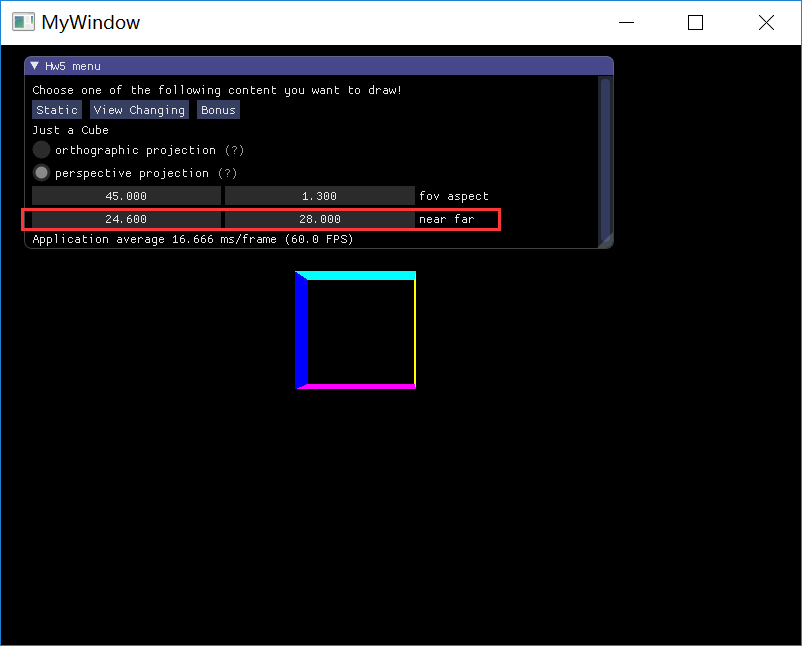 MyWindow
Hw5 menu
Choose one of the following content you want to draw!
Static View Changing Bonus
Just a Cube
orthographic projection (?)
perspective projection (?)
45.000 1.300 fov aspect
24.600 28.000 near far
Application average 16.666 ms/frame (60.0 FPS)